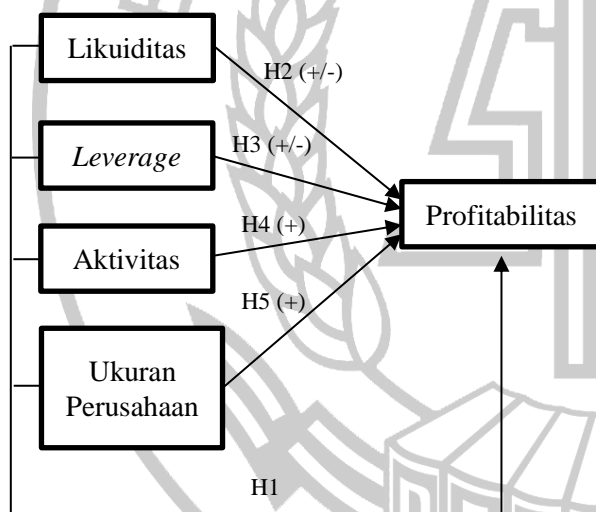 Likuiditas
H2 (+/-)
Leverage
H3 (+/-)
Profitabilitas
H4 (+)
Aktivitas
H5 (+)
Ukuran
Perusahaan
H1